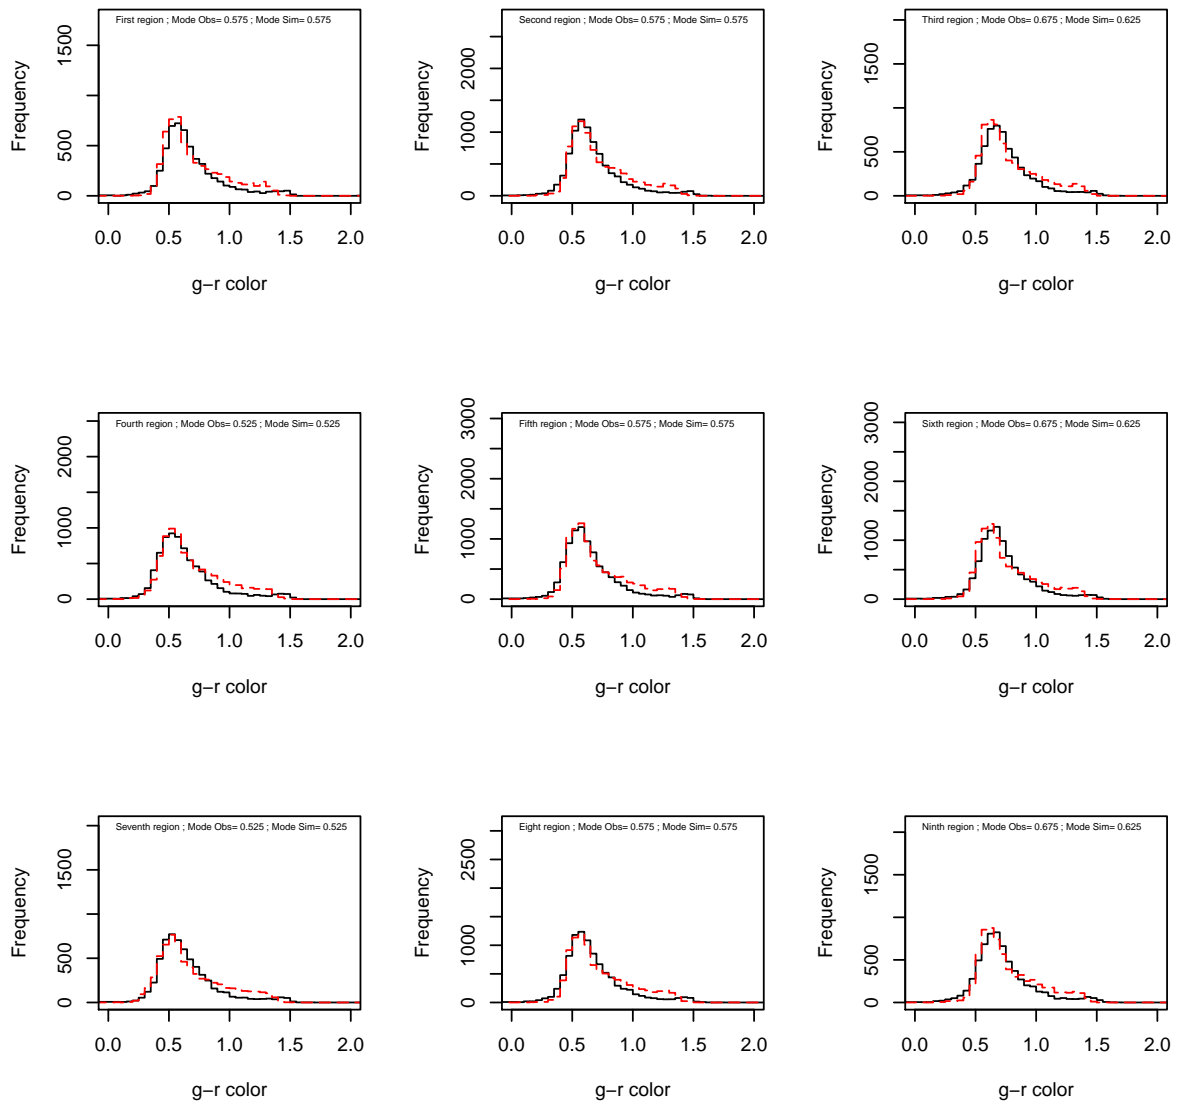 First region ; Mode Obs= 0.575 ; Mode Sim= 0.575
Frequency
0 500 1500
0.0 0.5 1.0 1.5 2.0
g−r color
Second region ; Mode Obs= 0.575 ; Mode Sim= 0.575
Frequency
0 1000 2000
0.0 0.5 1.0 1.5 2.0
g−r color
Third region ; Mode Obs= 0.675 ; Mode Sim= 0.625
Frequency
0 500 1500
0.0 0.5 1.0 1.5 2.0
g−r color
Fourth region ; Mode Obs= 0.525 ; Mode Sim= 0.525
Frequency
0 1000 2000
0.0 0.5 1.0 1.5 2.0
g−r color
Fifth region ; Mode Obs= 0.575 ; Mode Sim= 0.575
Frequency
0 1000 2000 3000
0.0 0.5 1.0 1.5 2.0
g−r color
Sixth region ; Mode Obs= 0.675 ; Mode Sim= 0.625
Frequency
0 1000 2000 3000
0.0 0.5 1.0 1.5 2.0
g−r color
Seventh region ; Mode Obs= 0.525 ; Mode Sim= 0.525
Frequency
0 500 1500
0.0 0.5 1.0 1.5 2.0
g−r color
Eight region ; Mode Obs= 0.575 ; Mode Sim= 0.575
Frequency
0 1000 2500
0.0 0.5 1.0 1.5 2.0
g−r color
Ninth region ; Mode Obs= 0.675 ; Mode Sim= 0.625
Frequency
0 500 1500
0.0 0.5 1.0 1.5 2.0
g−r color